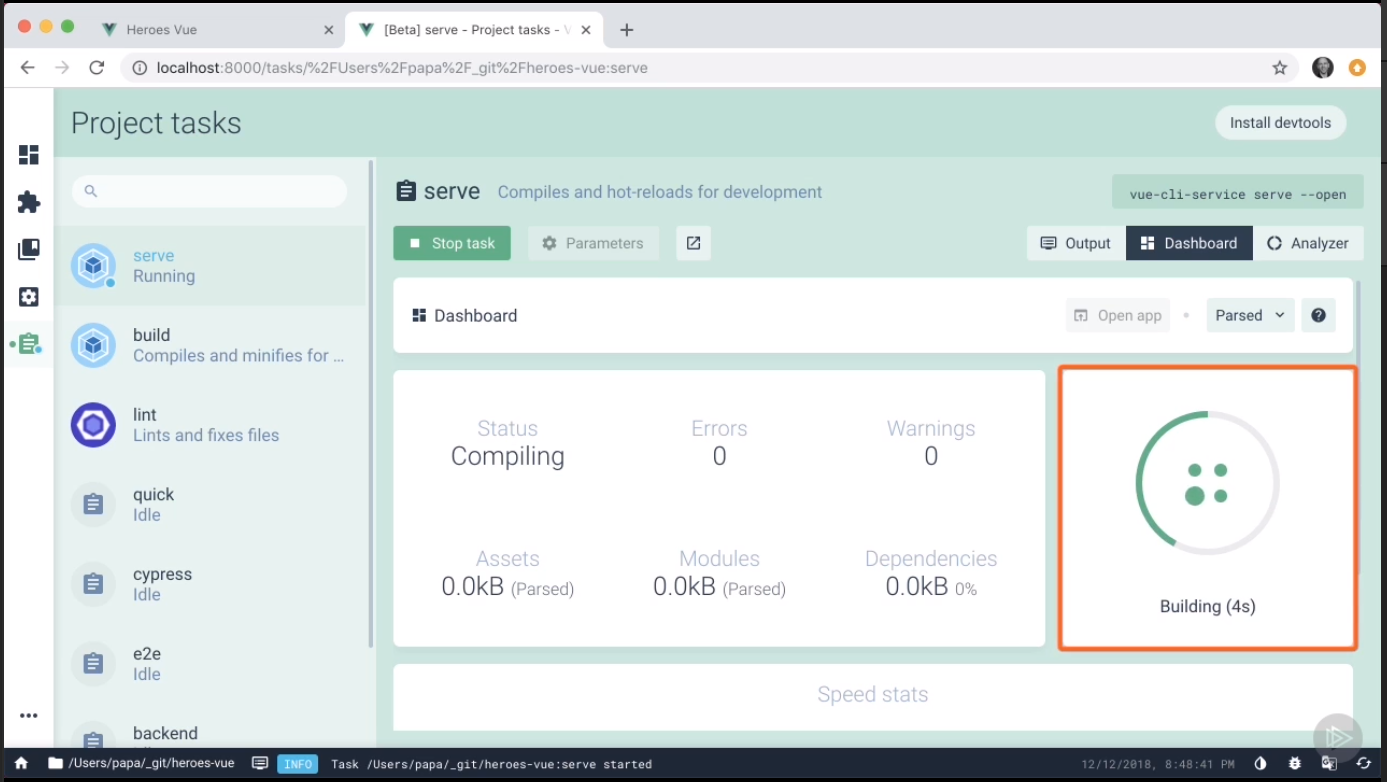 Heroes Vue
[Beta] serve - Project tasks - V
localhost:8000/tasks/%2FUsers%2Fpapa%2F_git%2Fheroes-vue:serve
Project tasks
Install devtools
serve
Running
build
Compiles and minifies for ...
lint
Lints and fixes files
quick
Idle
cypress
Idle
e2e
Idle
backend
serve Compiles and hot-reloads for development
vue-cli-service serve --open
Stop task
Parameters
Output
Dashboard
Analyzer
Dashboard
Open app
Parsed
Status
Compiling
Errors
0
Warnings
0
Assets
0.0kB (Parsed)
Modules
0.0kB (Parsed)
Dependencies
0.0kB 0%
Building (4s)
Speed stats
/Users/papa/_git/heroes-vue
INFO
Task /Users/papa/_git/heroes-vue:serve started
12/12/2018, 8:48:41 PM